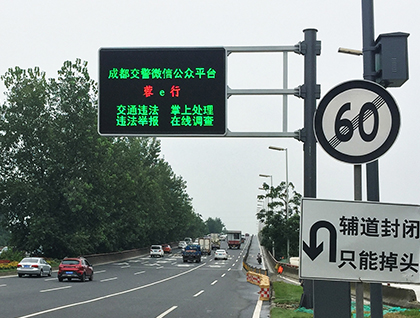 成都交警微信公众平台
蓉e行
交通违法 掌上处理
违法举报 在线调查
60
辅道封闭
只能掉头